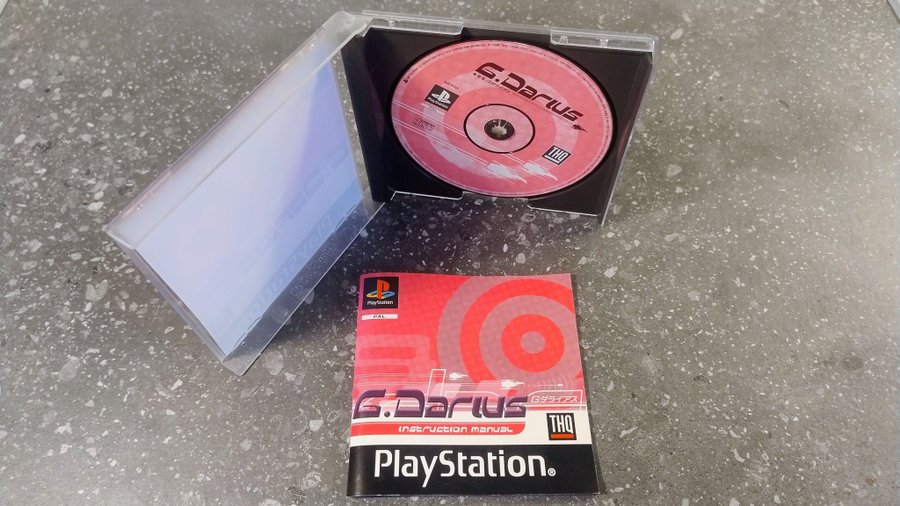 G.Darius
PlayStation
THQ
PlayStation
PAL
G.Darius
Gダライアス
instruction manual
THQ
PlayStation®